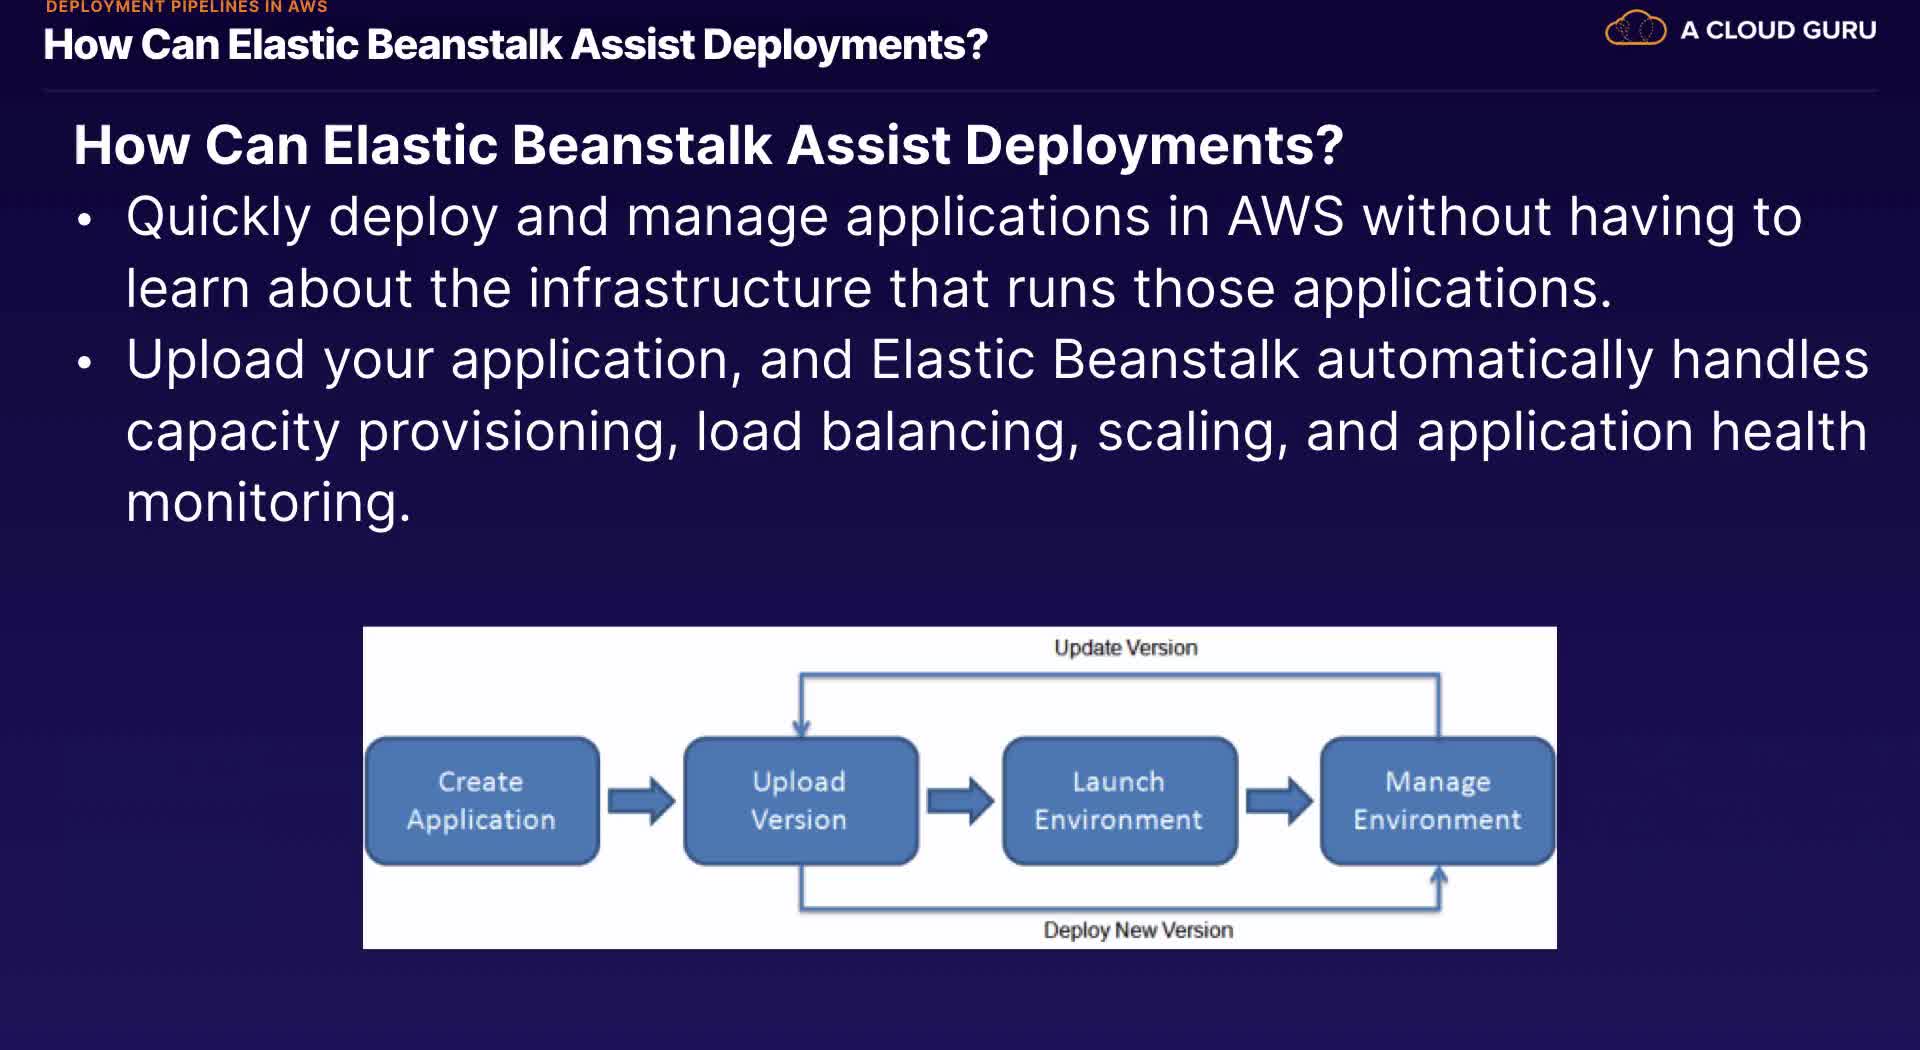 DEPLOYMENT PIPELINES IN AWS
How Can Elastic Beanstalk Assist Deployments?
A CLOUD GURU
How Can Elastic Beanstalk Assist Deployments?
• Quickly deploy and manage applications in AWS without having to
learn about the infrastructure that runs those applications.
• Upload your application, and Elastic Beanstalk automatically handles
capacity provisioning, load balancing, scaling, and application health
monitoring.
Update Version
Create
Application
Upload
Version
Launch
Environment
Manage
Environment
Deploy New Version